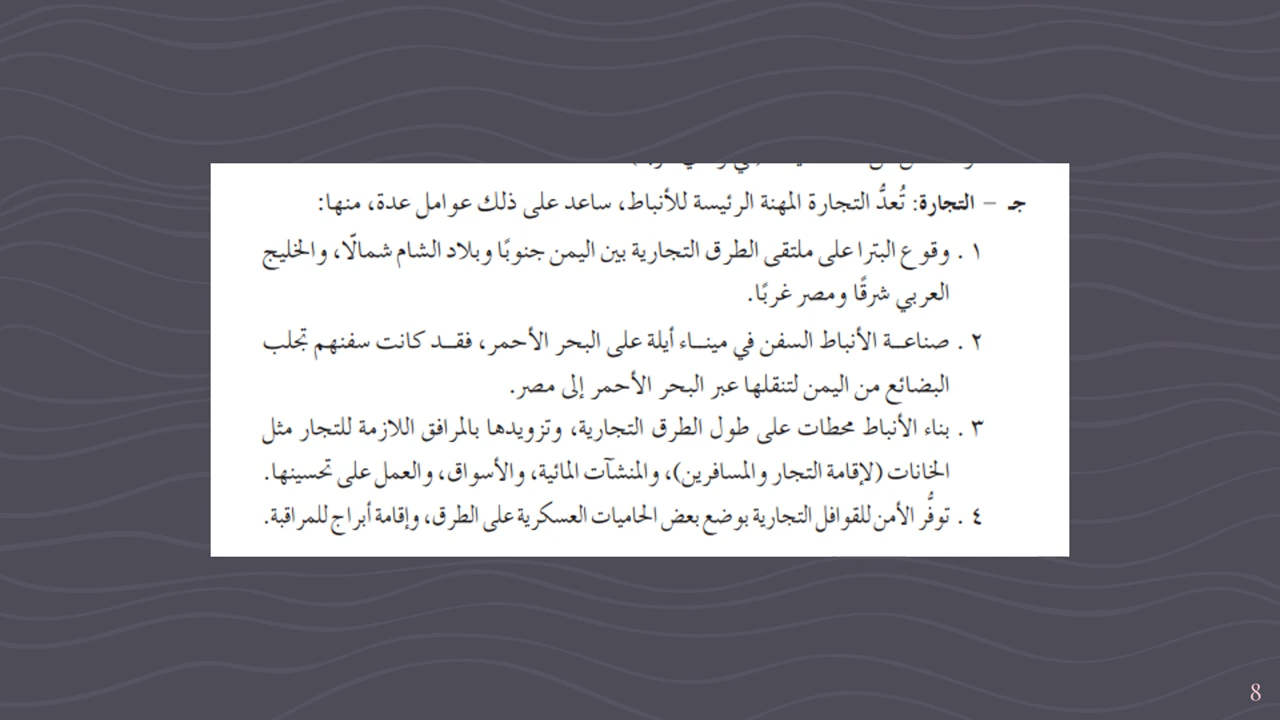 جـ – التجارة: تُعدُّ التجارة المهنة الرئيسة للأنباط، ساعد على ذلك عوامل عدة، منها:
١ . وقوع البترا على ملتقى الطرق التجارية بين اليمن جنوبًا وبلاد الشام شمالًا، والخليج
العربي شرقًا ومصر غربًا.
٢ . صناعــة الأنباط السفن في مينــاء أيلة على البحر الأحمر، فقــد كانت سفنهم تجلب
البضائع من اليمن لتنقلها عبر البحر الأحمر إلى مصر.
٣ . بناء الأنباط محطات على طول الطرق التجارية، وتزويدها بالمرافق اللازمة للتجار مثل
الخانات (لإقامة التجار والمسافرين)، والمنشآت المائية، والأسواق، والعمل على تحسينها.
٤ . توفُّر الأمن للقوافل التجارية بوضع بعض الحاميات العسكرية على الطرق، وإقامة أبراج للمراقبة.
8